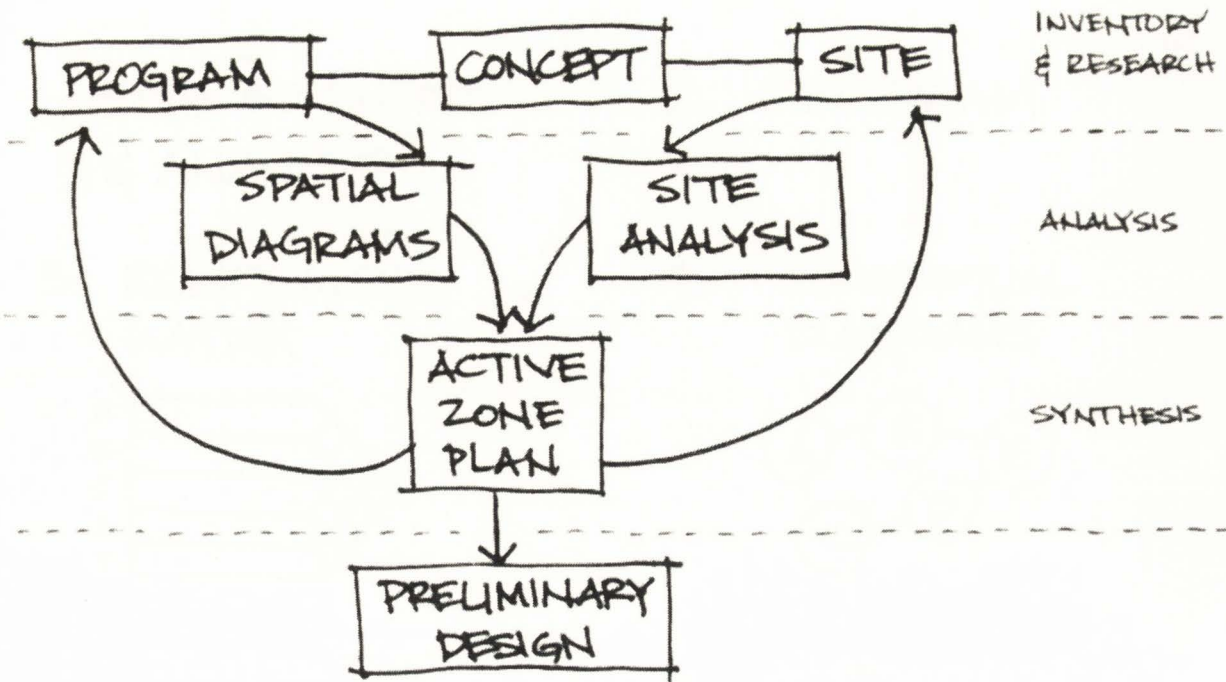 PROGRAM
CONCEPT
SITE
INVENTORY
& RESEARCH
SPATIAL
DIAGRAMS
SITE
ANALYSIS
ANALYSIS
ACTIVE
ZONE
PLAN
SYNTHESIS
PRELIMINARY
DESIGN